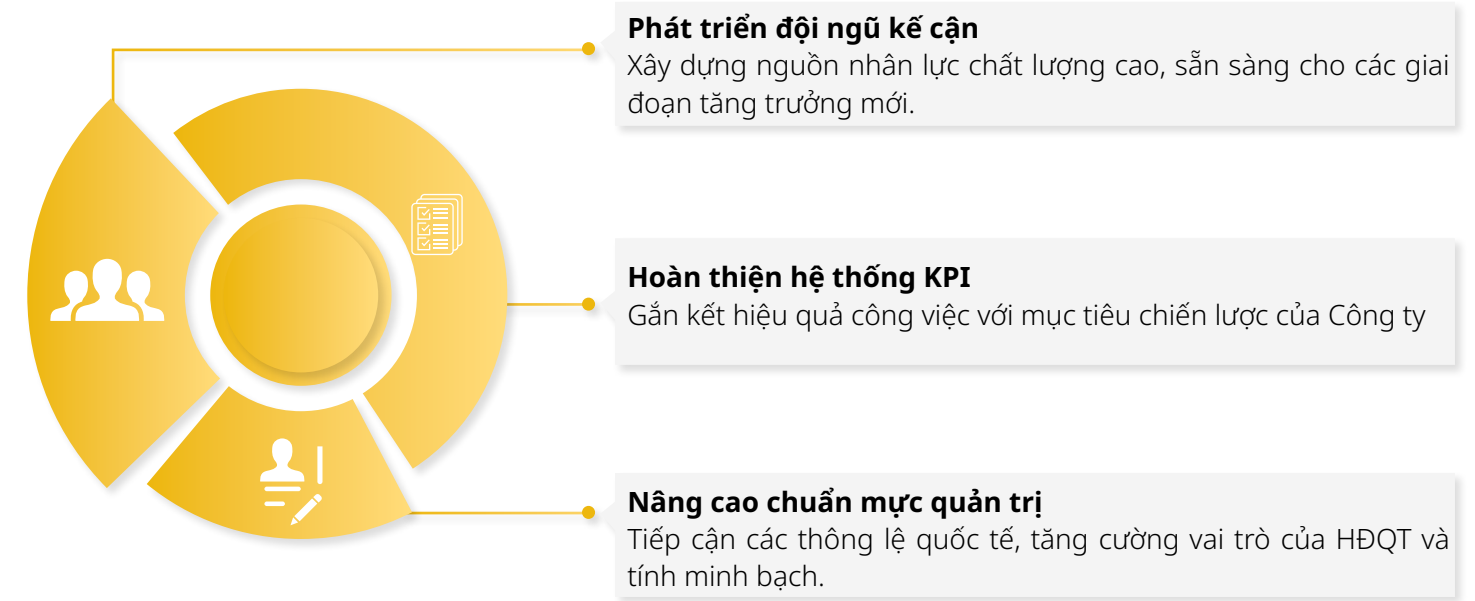 Phát triển đội ngũ kế cận
Xây dựng nguồn nhân lực chất lượng cao, sẵn sàng cho các giai
đoạn tăng trưởng mới.
Hoàn thiện hệ thống KPI
Gắn kết hiệu quả công việc với mục tiêu chiến lược của Công ty
Nâng cao chuẩn mực quản trị
Tiếp cận các thông lệ quốc tế, tăng cường vai trò của HĐQT và
tính minh bạch.